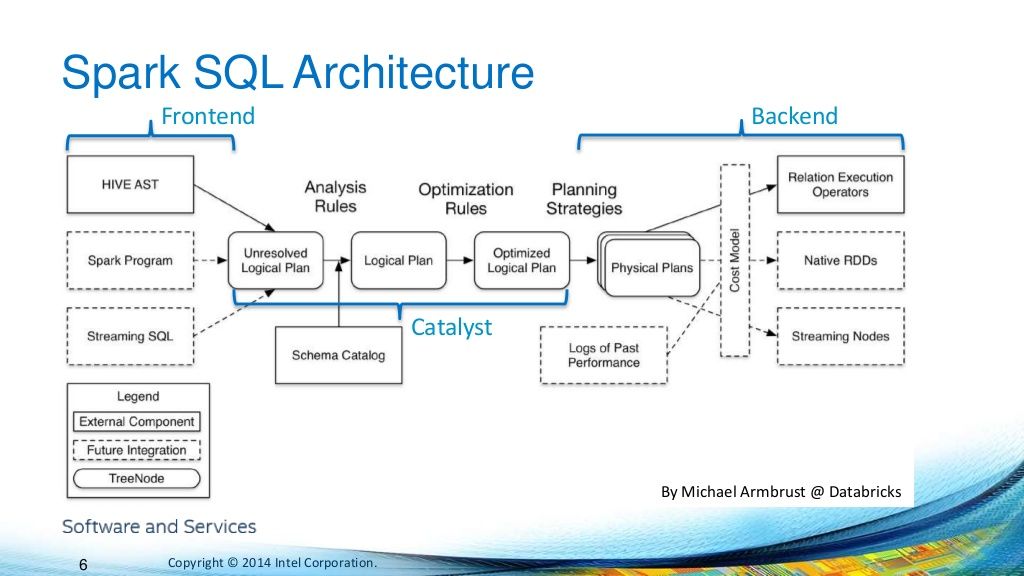 Spark SQL Architecture
Frontend
Backend
HIVE AST
Analysis
Rules
Optimization
Rules
Planning
Strategies
Relation Execution
Operators
Spark Program
Unresolved
Logical Plan
Logical Plan
Optimized
Logical Plan
Physical Plans
Cost Model
Native RDDs
Streaming SQL
Catalyst
Schema Catalog
Logs of Past
Performance
Streaming Nodes
Legend
External Component
Future Integration
TreeNode
By Michael Armbrust @ Databricks
Software and Services
6
Copyright © 2014 Intel Corporation.